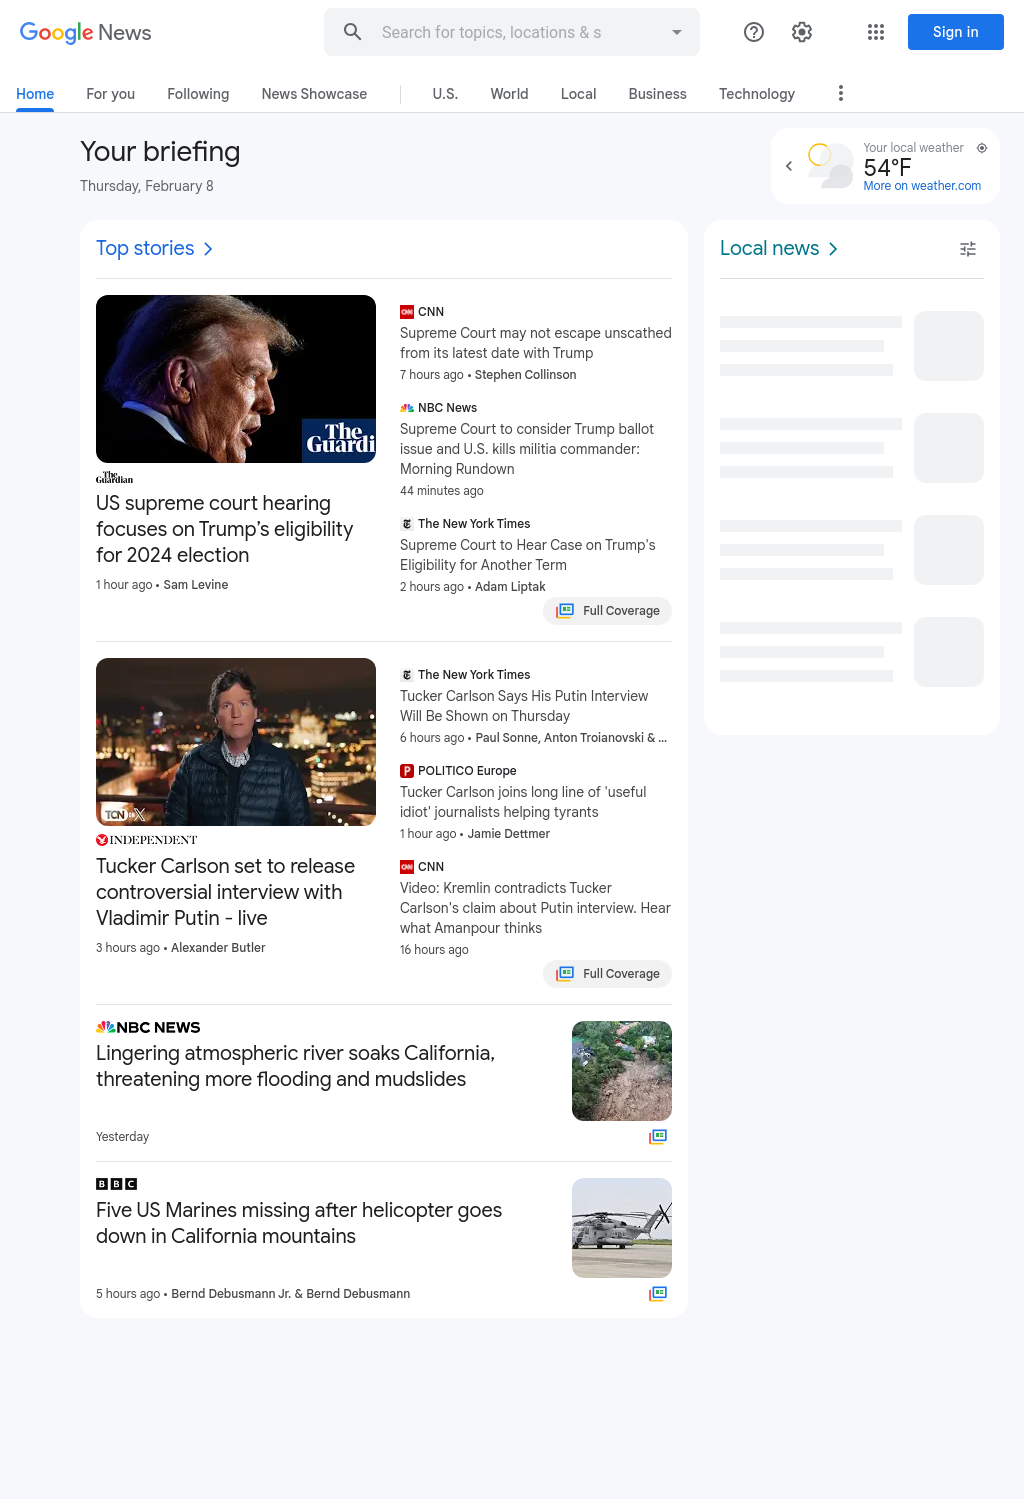 Google News
Search for topics, locations & s
Sign in
Home
For you
Following
News Showcase
U.S.
World
Local
Business
Technology
Your briefing
Thursday, February 8
Your local weather
54°F
More on weather.com
Top stories
The
Guardi
The
Guardian
US supreme court hearing
focuses on Trump’s eligibility
for 2024 election
1 hour ago • Sam Levine
CNN
CNN
Supreme Court may not escape unscathed
from its latest date with Trump
7 hours ago • Stephen Collinson
NBC News
Supreme Court to consider Trump ballot
issue and U.S. kills militia commander:
Morning Rundown
44 minutes ago
The New York Times
Supreme Court to Hear Case on Trump's
Eligibility for Another Term
2 hours ago • Adam Liptak
Full Coverage
TCN X
INDEPENDENT
Tucker Carlson set to release
controversial interview with
Vladimir Putin - live
3 hours ago • Alexander Butler
The New York Times
Tucker Carlson Says His Putin Interview
Will Be Shown on Thursday
6 hours ago • Paul Sonne, Anton Troianovski & ...
P POLITICO Europe
Tucker Carlson joins long line of 'useful
idiot' journalists helping tyrants
1 hour ago • Jamie Dettmer
CNN
CNN
Video: Kremlin contradicts Tucker
Carlson's claim about Putin interview. Hear
what Amanpour thinks
16 hours ago
Full Coverage
NBC NEWS
Lingering atmospheric river soaks California,
threatening more flooding and mudslides
Yesterday
BBC
Five US Marines missing after helicopter goes
down in California mountains
5 hours ago • Bernd Debusmann Jr. & Bernd Debusmann
Local news